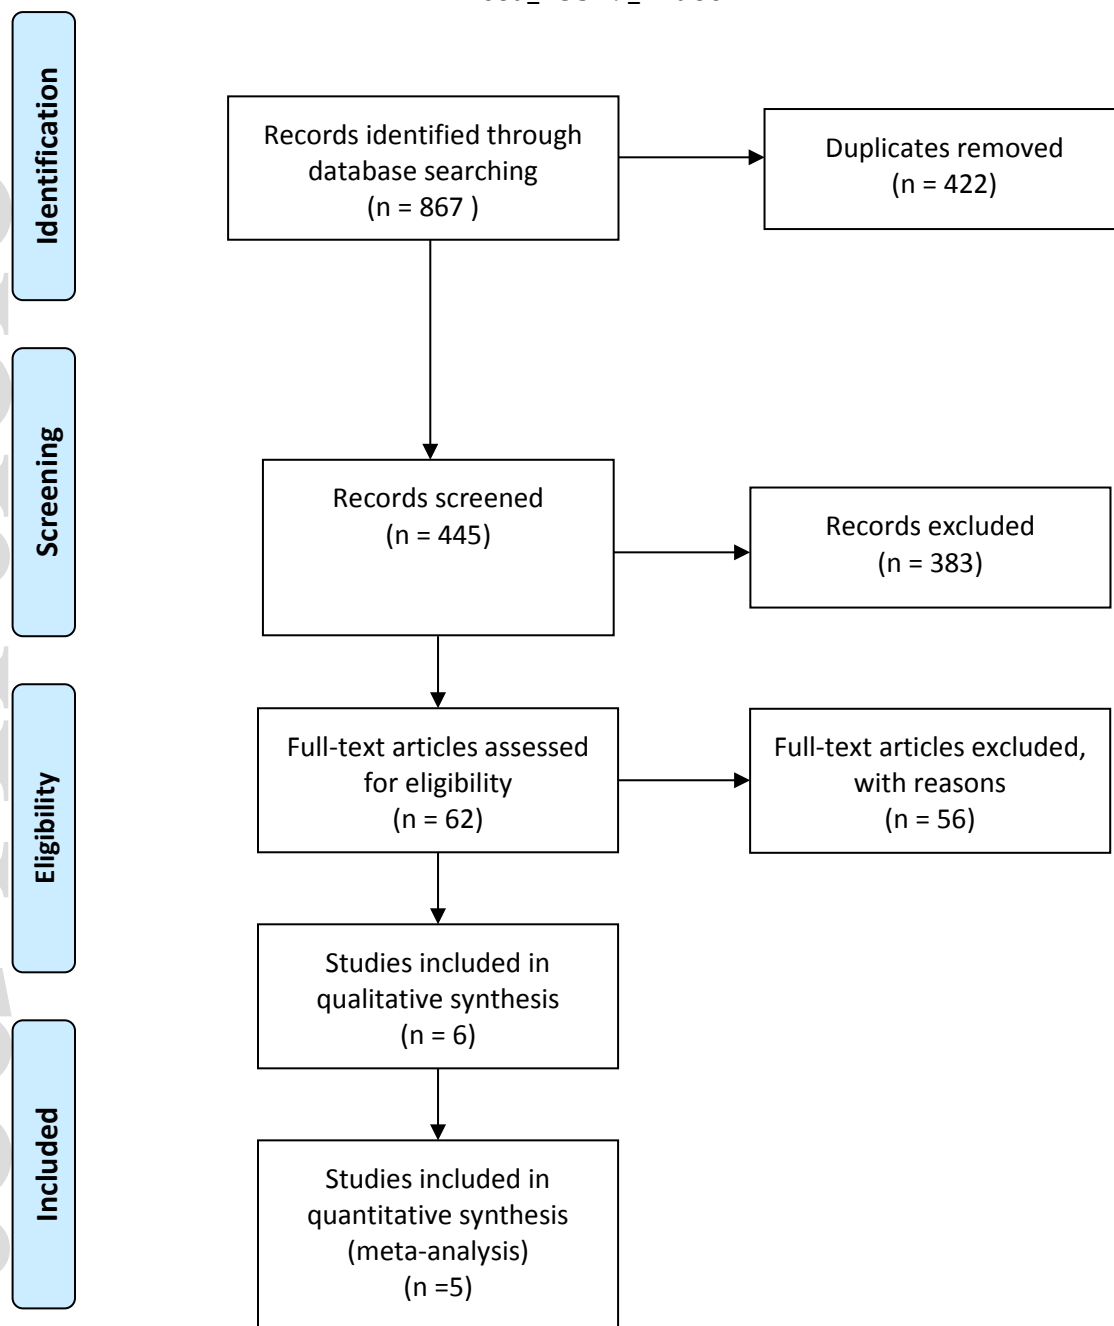 Identification
Records identified through
database searching
(n = 867 )
Duplicates removed
(n = 422)
Screening
Records screened
(n = 445)
Records excluded
(n = 383)
Eligibility
Full-text articles assessed
for eligibility
(n = 62)
Full-text articles excluded,
with reasons
(n = 56)
Studies included in
qualitative synthesis
(n = 6)
Included
Studies included in
quantitative synthesis
(meta-analysis)
(n =5)